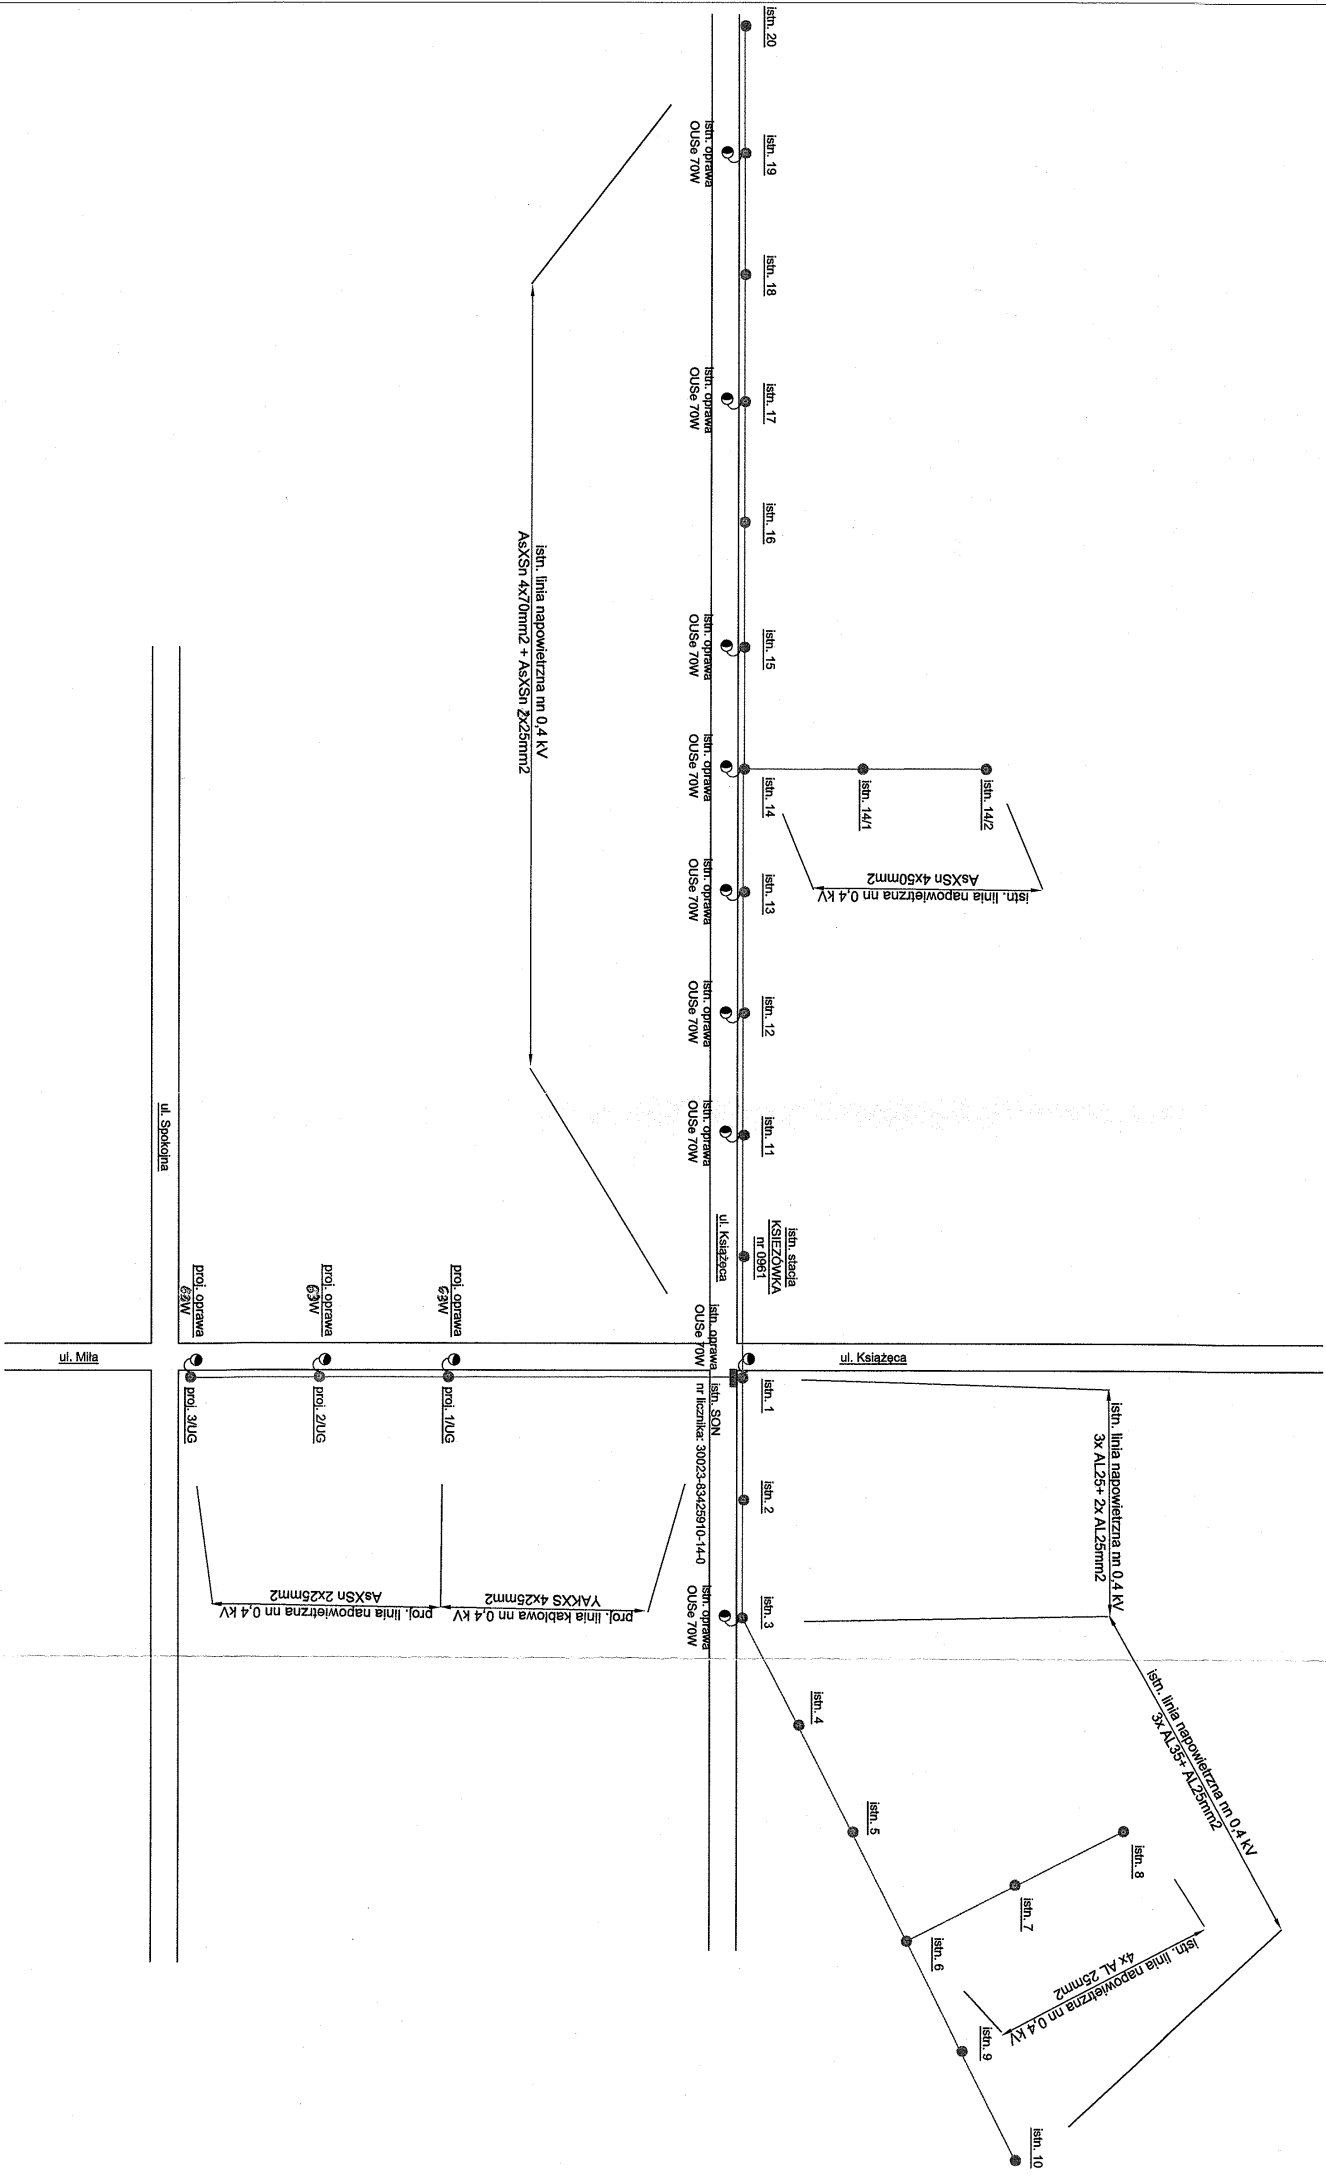 istn. 20
istn. 19
istn. oprawa
OUSe 70W
istn. 18
istn. 17
istn. oprawa
OUSe 70W
istn. 16
istn. 15
istn. oprawa
OUSe 70W
istn. 14
istn. oprawa
OUSe 70W
istn. 14/1
istn. 14/2
istn. linia napowietrzna nn 0,4 kV
AsXSn 4x50mm2
istn. 13
istn. oprawa
OUSe 70W
istn. 12
istn. oprawa
OUSe 70W
istn. 11
istn. oprawa
OUSe 70W
istn. linia napowietrzna nn 0,4 kV
AsXSn 4x70mm2 + AsXSn 2x25mm2
istn. stacja
KSIEZÓWKA
nr 0961
ul. Książęca
ul. Spokojna
ul. Miła
ul. Książęca
istn. oprawa
OUSe 70W
istn. 1
istn. SON
nr licznika: 30023-83425910-14-0
istn. 2
istn. 3
istn. oprawa
OUSe 70W
istn. linia napowietrzna nn 0,4 kV
3x AL25+ 2x AL25mm2
proj. oprawa
63W
proj. 1/UG
proj. oprawa
63W
proj. 2/UG
proj. oprawa
63W
proj. 3/UG
proj. linia kablowa nn 0,4 kV
YAKXS 4x25mm2
proj. linia napowietrzna nn 0,4 kV
AsXSn 2x25mm2
istn. linia napowietrzna nn 0,4 kV
3x AL35+ AL25mm2
istn. 4
istn. 5
istn. 6
istn. 7
istn. 8
istn. linia napowietrzna nn 0,4 kV
4x AL 25mm2
istn. 9
istn. 10